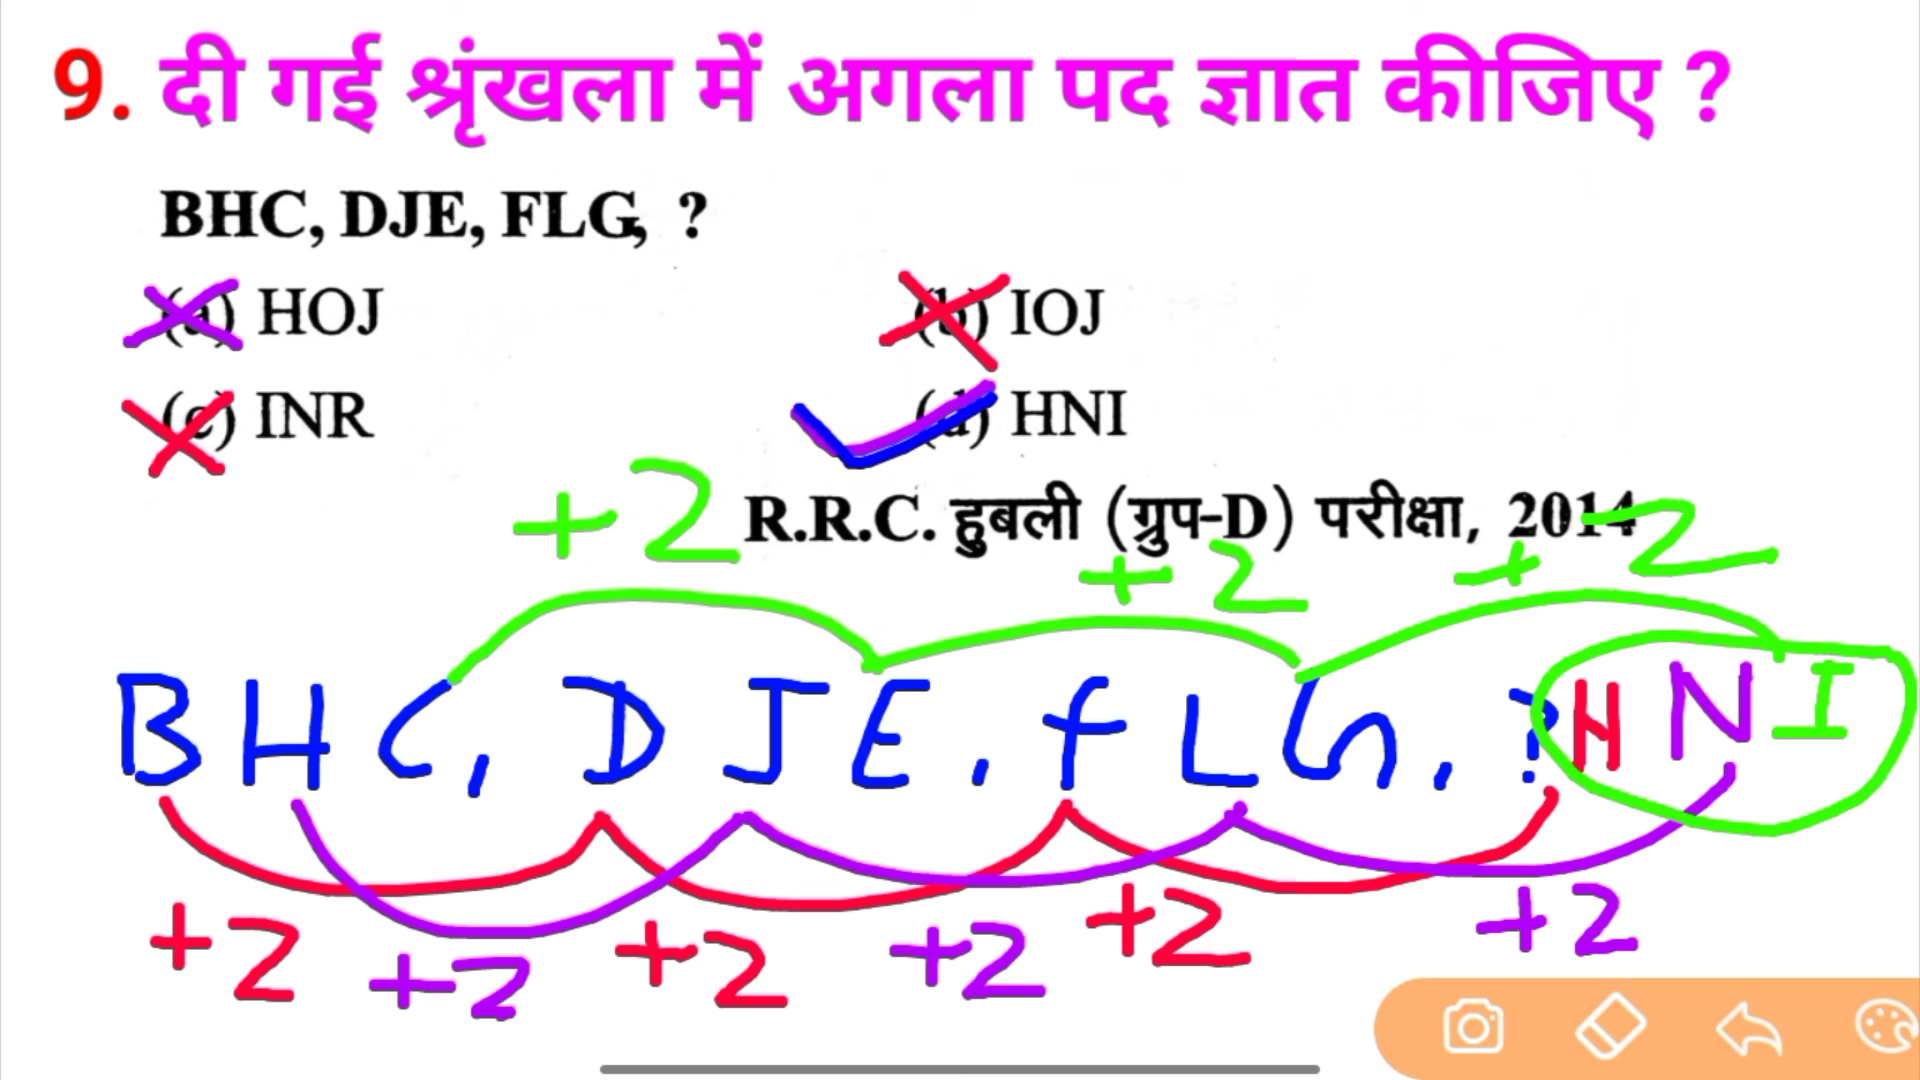 9. दी गई श्रृंखला में अगला पद ज्ञात कीजिए ?
BHC, DJE, FLG, ?
(a) HOJ (b) IOJ
(c) INR (d) HNI
R.R.C. हुबली (ग्रुप-D) परीक्षा, 2014
+2 +2 +2
BHC, DJE, fLG, ? HNI
+2 +2 +2 +2 +2 +2